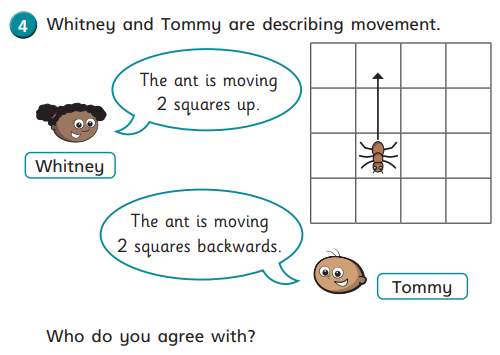 4 Whitney and Tommy are describing movement.
The ant is moving
2 squares up.
Whitney
The ant is moving
2 squares backwards.
Tommy
Who do you agree with?